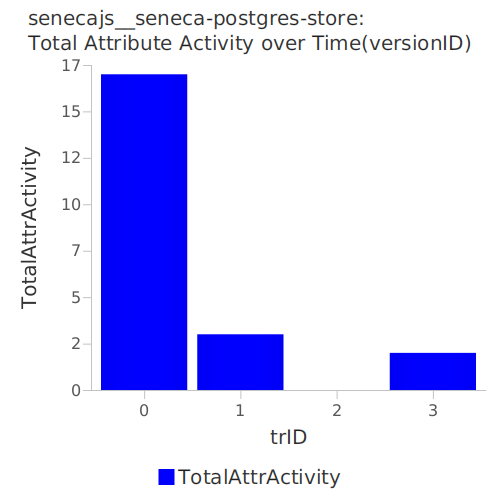 senecajs__seneca-postgres-store:
Total Attribute Activity over Time(versionID)
17
15
12
10
7
5
2
0
TotalAttrActivity
0 1 2 3
trID
TotalAttrActivity